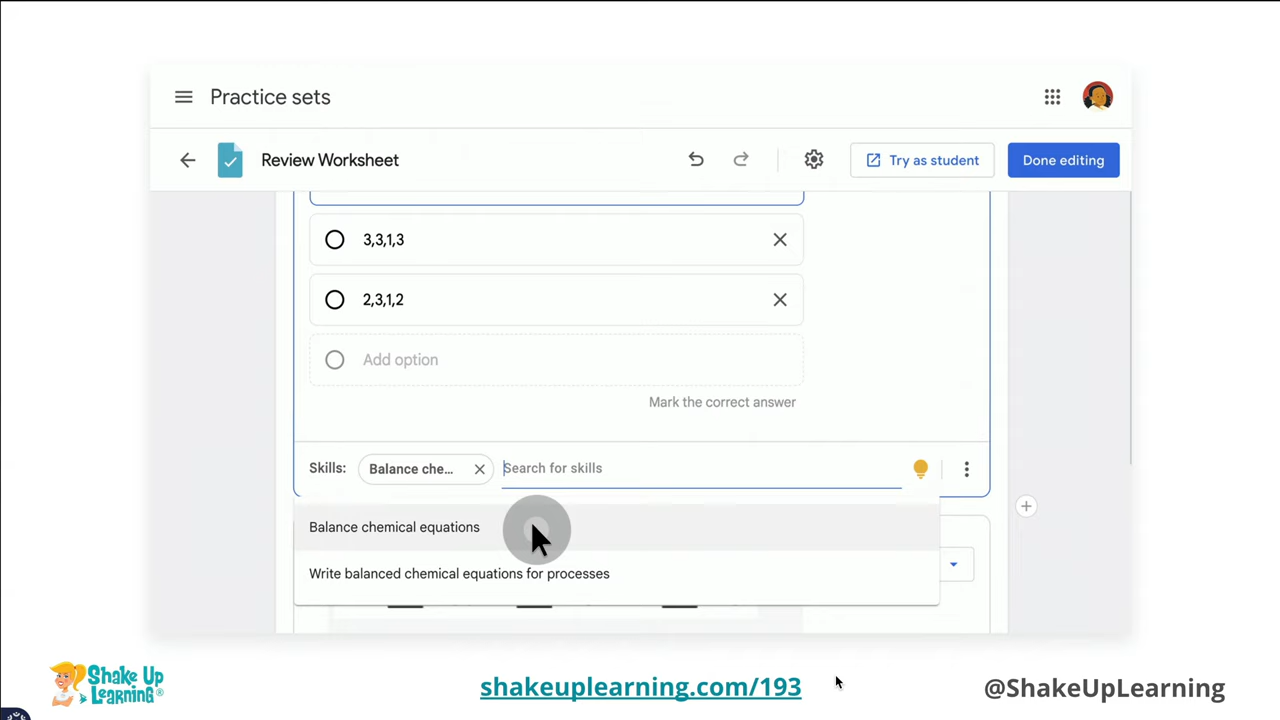 Practice sets
Review Worksheet
Try as student
Done editing
3,3,1,3
2,3,1,2
Add option
Mark the correct answer
Skills: Balance che... Search for skills
Balance chemical equations
Write balanced chemical equations for processes
Shake Up
Learning®
shakeuplearning.com/193
@ShakeUpLearning